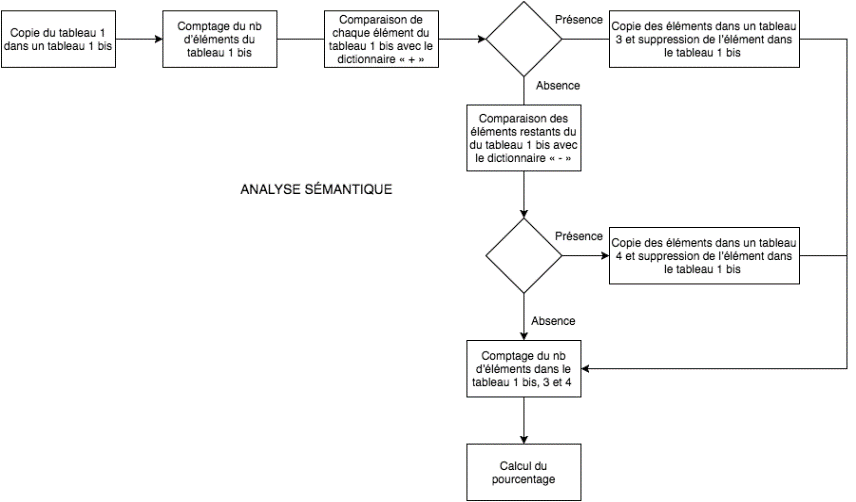 Copie du tableau 1
dans un tableau 1 bis
Comptage du nb
d'éléments du
tableau 1 bis
Comparaison de
chaque élément du
tableau 1 bis avec le
dictionnaire « + »
Présence
Copie des éléments dans un tableau
3 et suppression de l'élément dans
le tableau 1 bis
Absence
Comparaison des
éléments restants du
du tableau 1 bis avec
le dictionnaire « - »
ANALYSE SÉMANTIQUE
Présence
Copie des éléments dans un tableau
4 et suppression de l'élément dans
le tableau 1 bis
Absence
Comptage du nb
d'éléments dans le
tableau 1 bis, 3 et 4
Calcul du
pourcentage